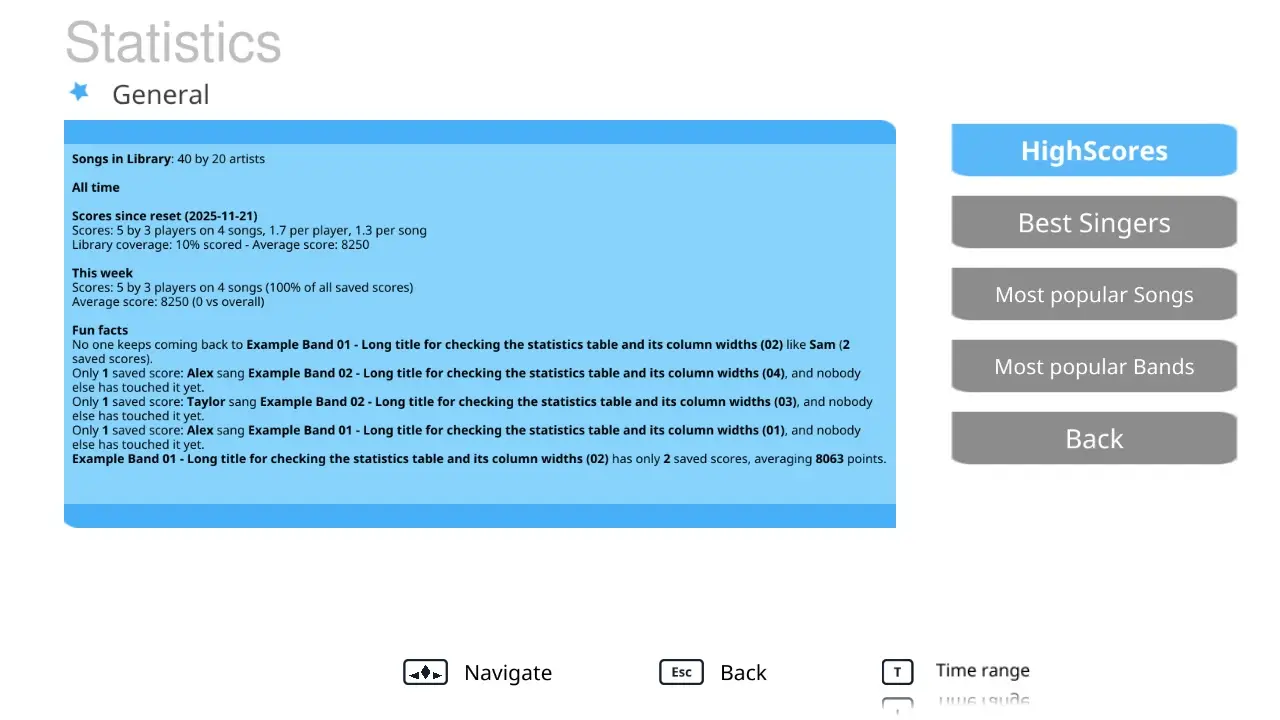 Statistics
General
Songs in Library: 40 by 20 artists
All time
Scores since reset (2025-11-21)
Scores: 5 by 3 players on 4 songs, 1.7 per player, 1.3 per song
Library coverage: 10% scored - Average score: 8250
This week
Scores: 5 by 3 players on 4 songs (100% of all saved scores)
Average score: 8250 (0 vs overall)
Fun facts
No one keeps coming back to Example Band 01 - Long title for checking the statistics table and its column widths (02) like Sam (2
saved scores).
Only 1 saved score: Alex sang Example Band 02 - Long title for checking the statistics table and its column widths (04), and nobody
else has touched it yet.
Only 1 saved score: Taylor sang Example Band 02 - Long title for checking the statistics table and its column widths (03), and nobody
else has touched it yet.
Only 1 saved score: Alex sang Example Band 01 - Long title for checking the statistics table and its column widths (01), and nobody
else has touched it yet.
Example Band 01 - Long title for checking the statistics table and its column widths (02) has only 2 saved scores, averaging 8063 points.
HighScores
Best Singers
Most popular Songs
Most popular Bands
Back
Navigate
Esc Back
T Time range